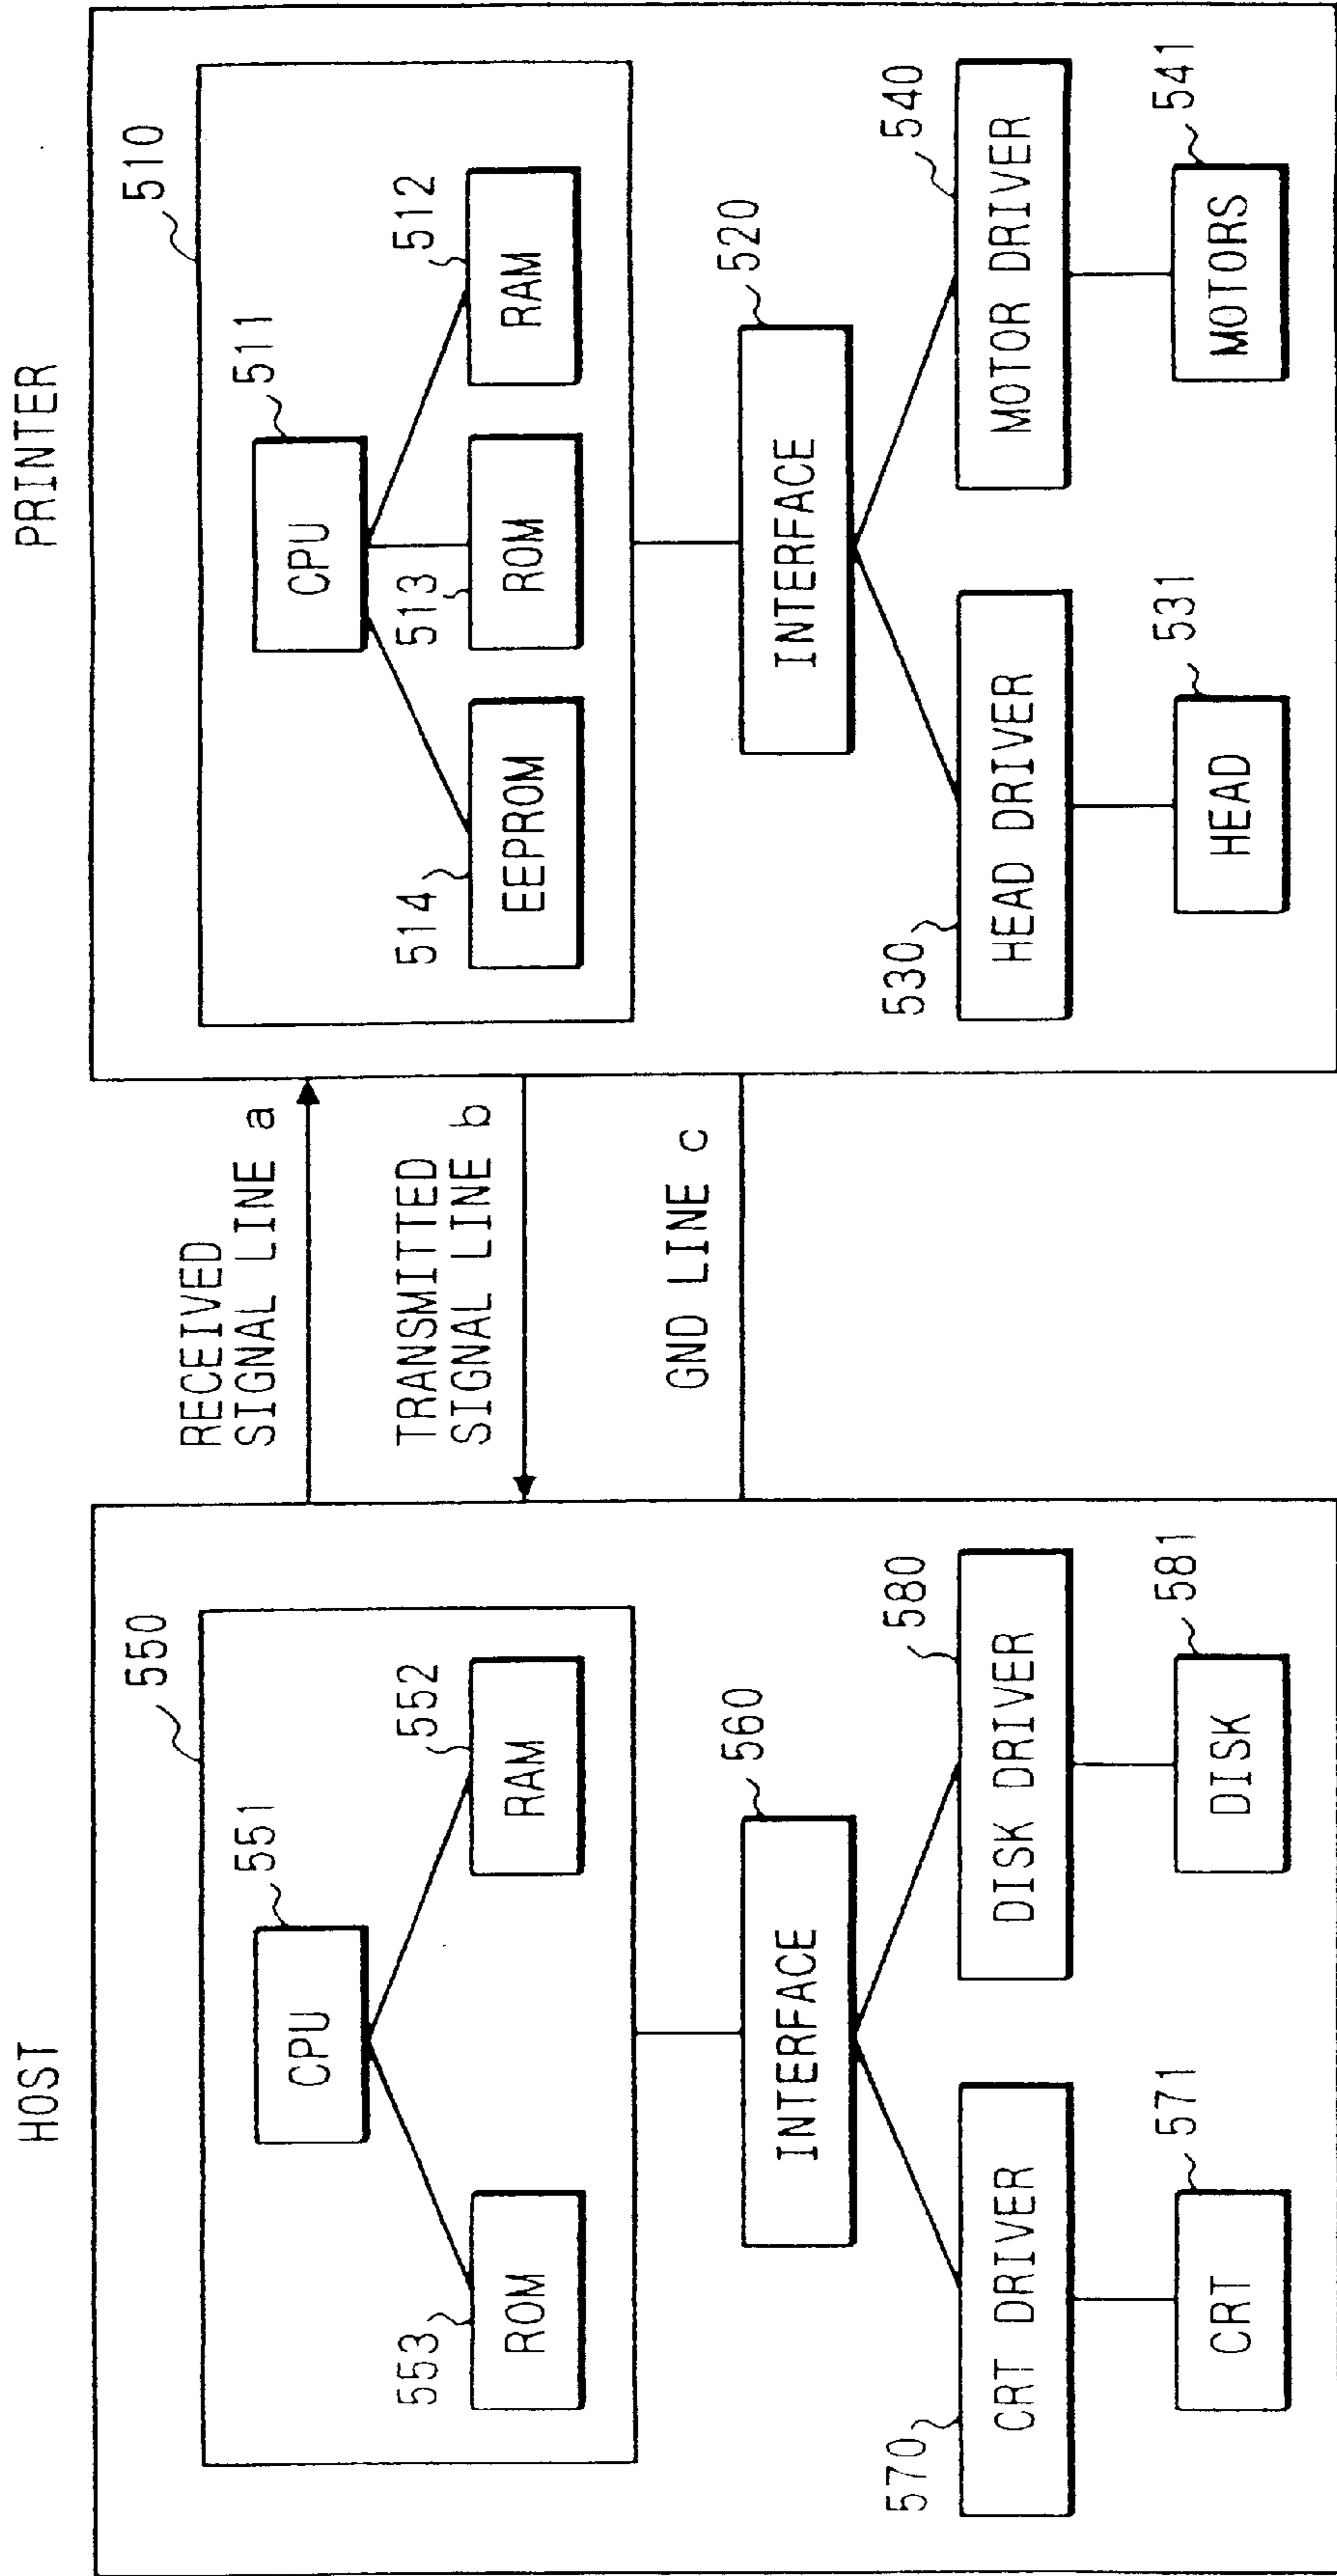 HOST
550
551
CPU
553
ROM
552
RAM
560
INTERFACE
570
CRT DRIVER
580
DISK DRIVER
571
CRT
581
DISK
RECEIVED
SIGNAL LINE a
TRANSMITTED
SIGNAL LINE b
GND LINE c
PRINTER
510
511
CPU
514
EEPROM
513
ROM
512
RAM
520
INTERFACE
530
HEAD DRIVER
540
MOTOR DRIVER
531
HEAD
541
MOTORS